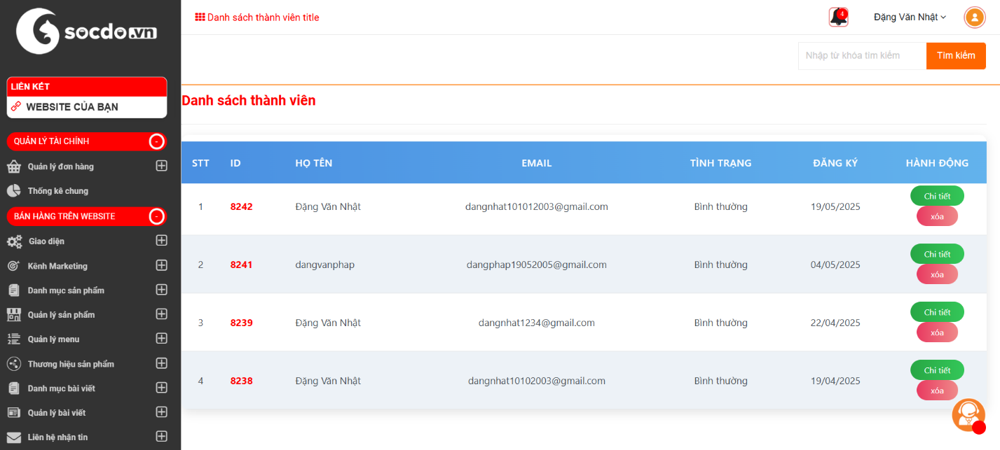 socdo.vn
LIÊN KẾT
WEBSITE CỦA BẠN
QUẢN LÝ TÀI CHÍNH -
Quản lý đơn hàng
Thống kê chung
BÁN HÀNG TRÊN WEBSITE -
Giao diện
Kênh Marketing
Danh mục sản phẩm
Quản lý sản phẩm
Quản lý menu
Thương hiệu sản phẩm
Danh mục bài viết
Quản lý bài viết
Liên hệ nhận tin
Danh sách thành viên title
4
Đặng Văn Nhật
Nhập từ khóa tìm kiếm
Tìm kiếm
Danh sách thành viên
STT ID HỌ TÊN EMAIL TÌNH TRẠNG ĐĂNG KÝ HÀNH ĐỘNG
1 8242 Đặng Văn Nhật dangnhat101012003@gmail.com Bình thường 19/05/2025 Chi tiết
xóa
2 8241 dangvanphap dangphap19052005@gmail.com Bình thường 04/05/2025 Chi tiết
xóa
3 8239 Đặng Văn Nhật dangnhat1234@gmail.com Bình thường 22/04/2025 Chi tiết
xóa
4 8238 Đặng Văn Nhật dangnhat10102003@gmail.com Bình thường 19/04/2025 Chi tiết
xóa